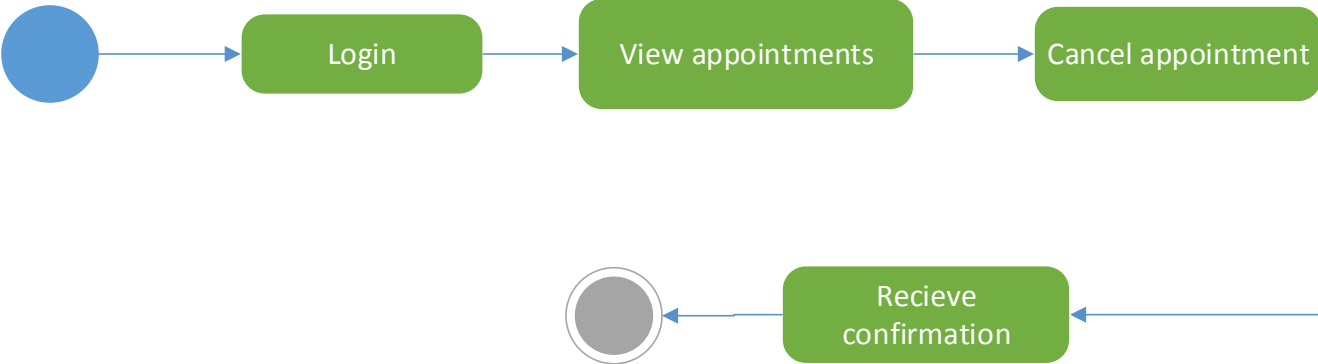 Login
View appointments
Cancel appointment
Recieve
confirmation